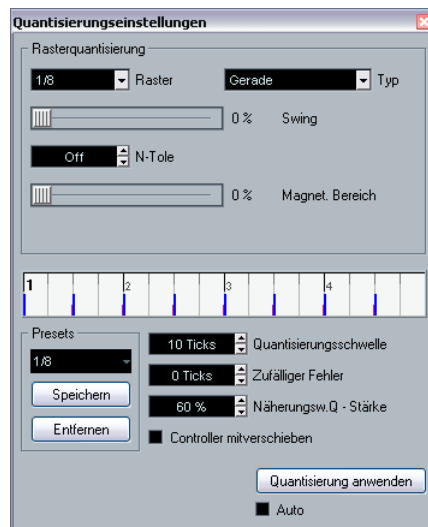 Quantisierungseinstellungen
Rasterquantisierung
1/8 Raster Gerade Typ
0 % Swing
Off N-Tole
0 % Magnet. Bereich
1 2 3 4
Presets
1/8
Speichern
Entfernen
10 Ticks Quantisierungsschwelle
0 Ticks Zufälliger Fehler
60 % Näherungsw.Q - Stärke
Controller mitverschieben
Quantisierung anwenden
Auto